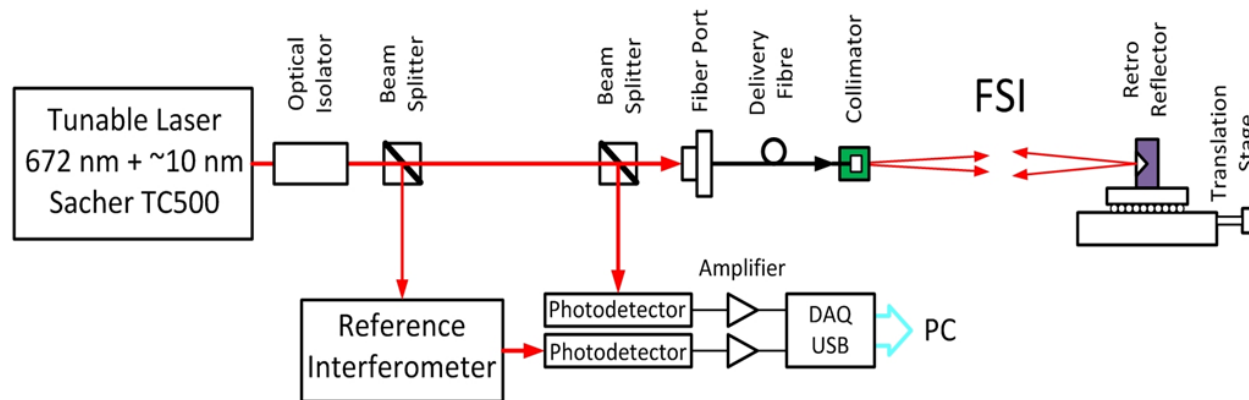 Tunable Laser
672 nm + ~10 nm
Sacher TC500
Optical
Isolator
Beam
Splitter
Beam
Splitter
Fiber Port
Delivery
Fibre
Collimator
FSI
Retro
Reflector
Translation
Stage
Reference
Interferometer
Photodetector
Photodetector
Amplifier
DAQ
USB
PC